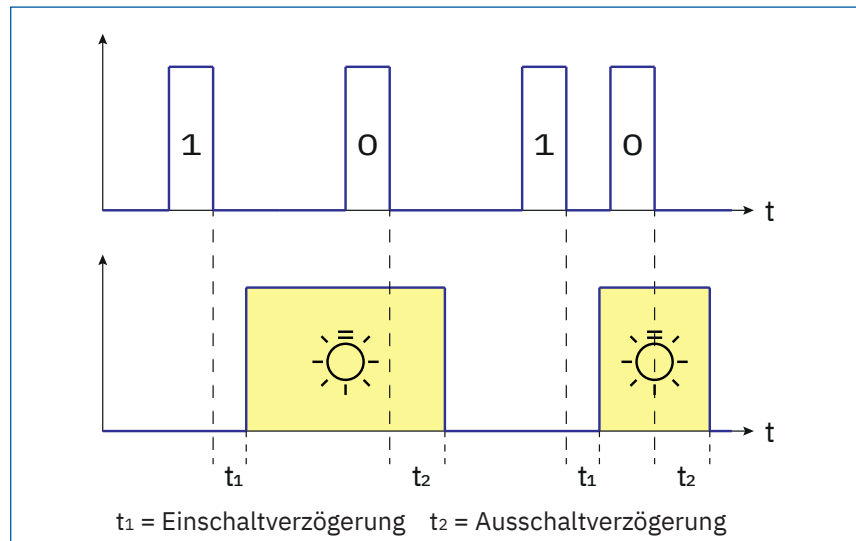 1 0 1 0
t
t
t₁ t₂ t₁ t₂
t₁ = Einschaltverzögerung t₂ = Ausschaltverzögerung